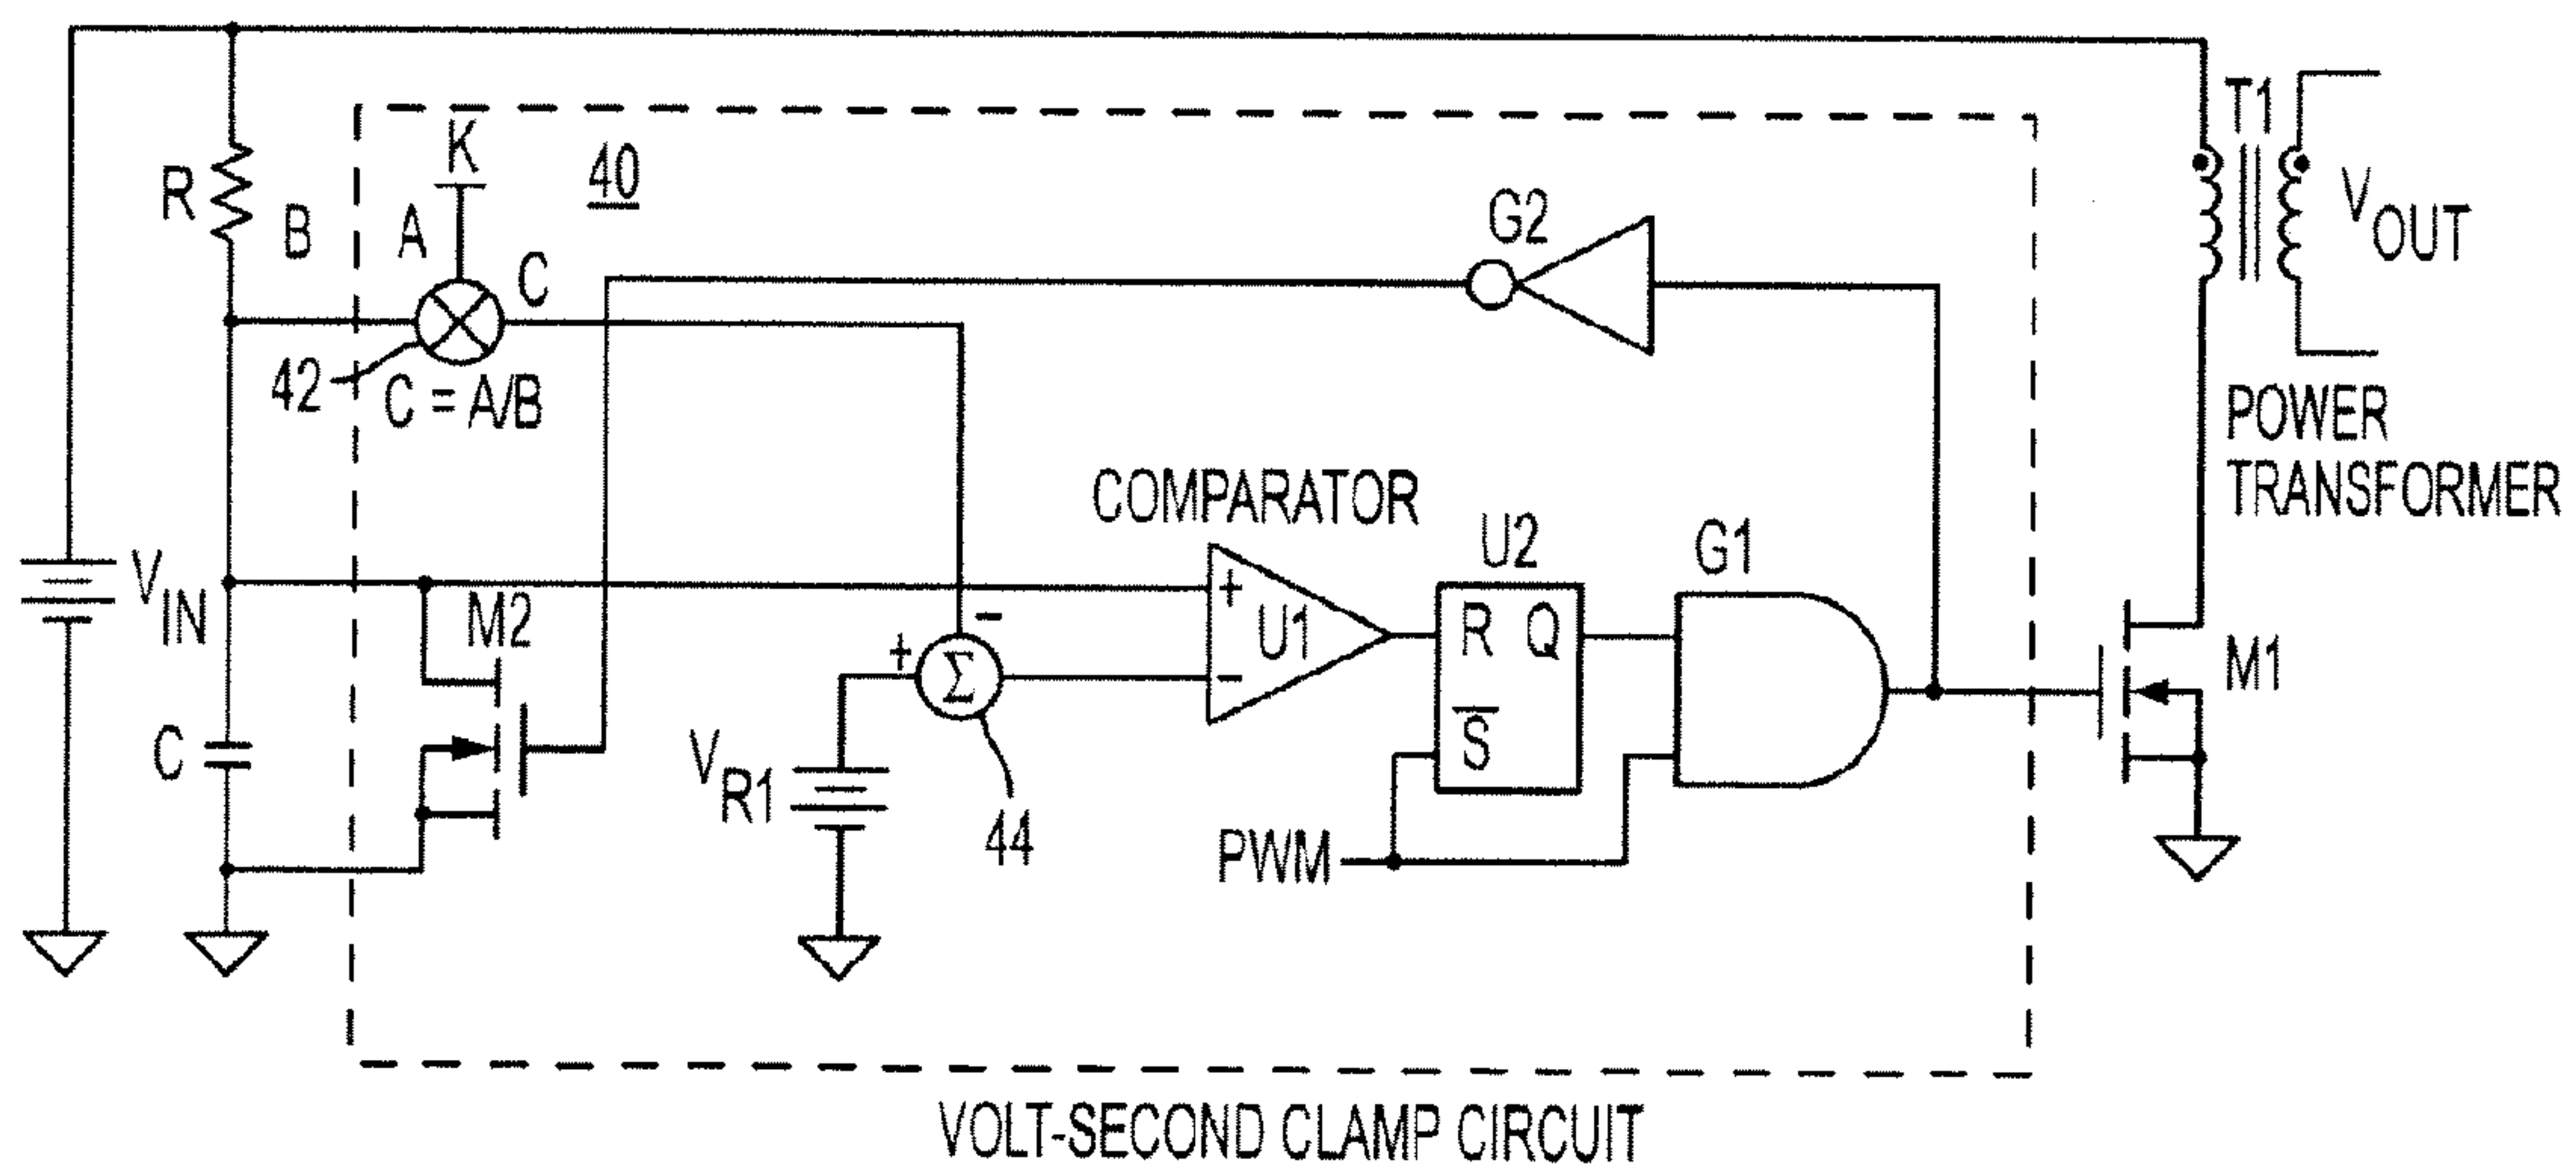 T1
K
40
R
B
A
C
G2
V OUT
42
C = A/B
POWER
TRANSFORMER
COMPARATOR
U2
G1
V IN
M2
+
U1
R
Q
−
+
Σ
−
M1
S̅
C
V R1
44
PWM
VOLT-SECOND CLAMP CIRCUIT